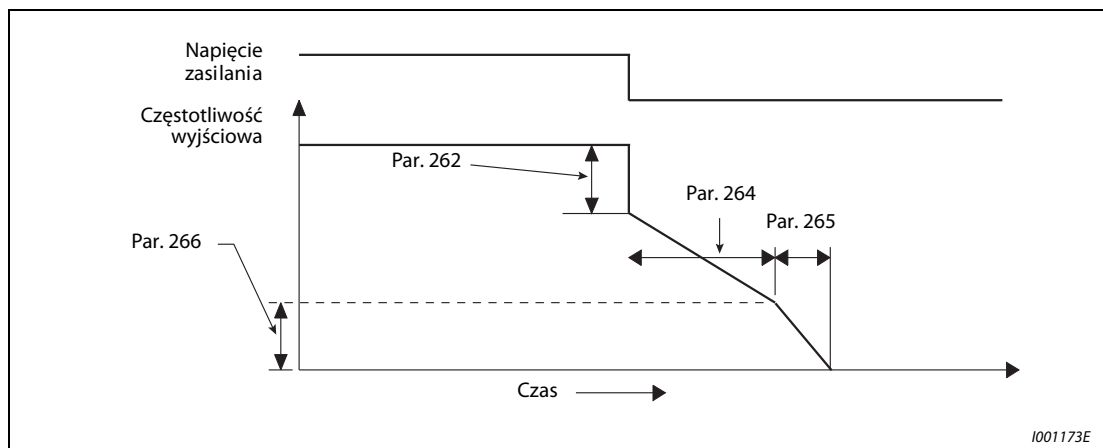 Napięcie
zasilania
Częstotliwość
wyjściowa
Par. 262
Par. 264
Par. 265
Par. 266
Czas
I001173E